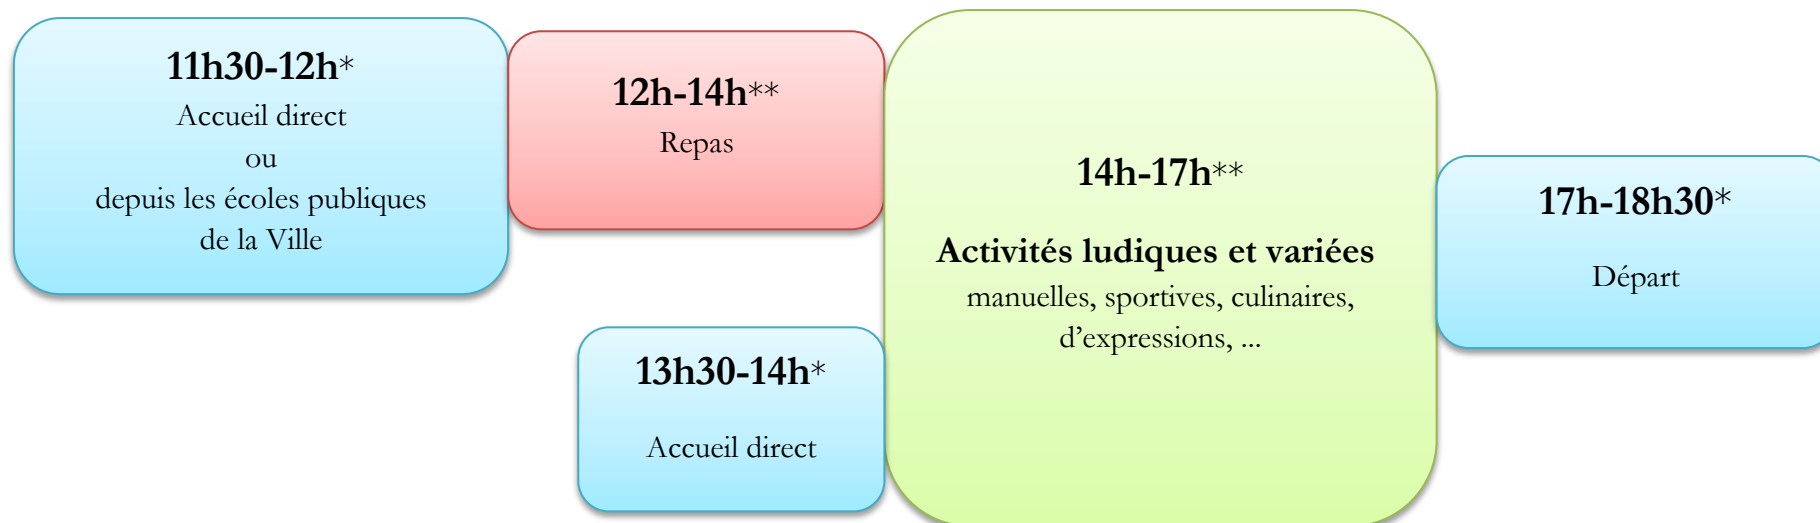 11h30-12h*
Accueil direct
ou
depuis les écoles publiques
de la Ville
12h-14h**
Repas
13h30-14h*
Accueil direct
14h-17h**
Activités ludiques et variées
manuelles, sportives, culinaires,
d’expressions, ...
17h-18h30*
Départ